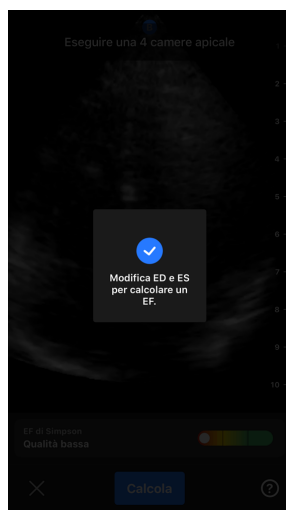 Eseguire una 4 camere apicale
2
3
4
5
6
7
8
9
10
Modifica ED e ES
per calcolare un
EF.
EF di Simpson
Qualità bassa
Calcola
?